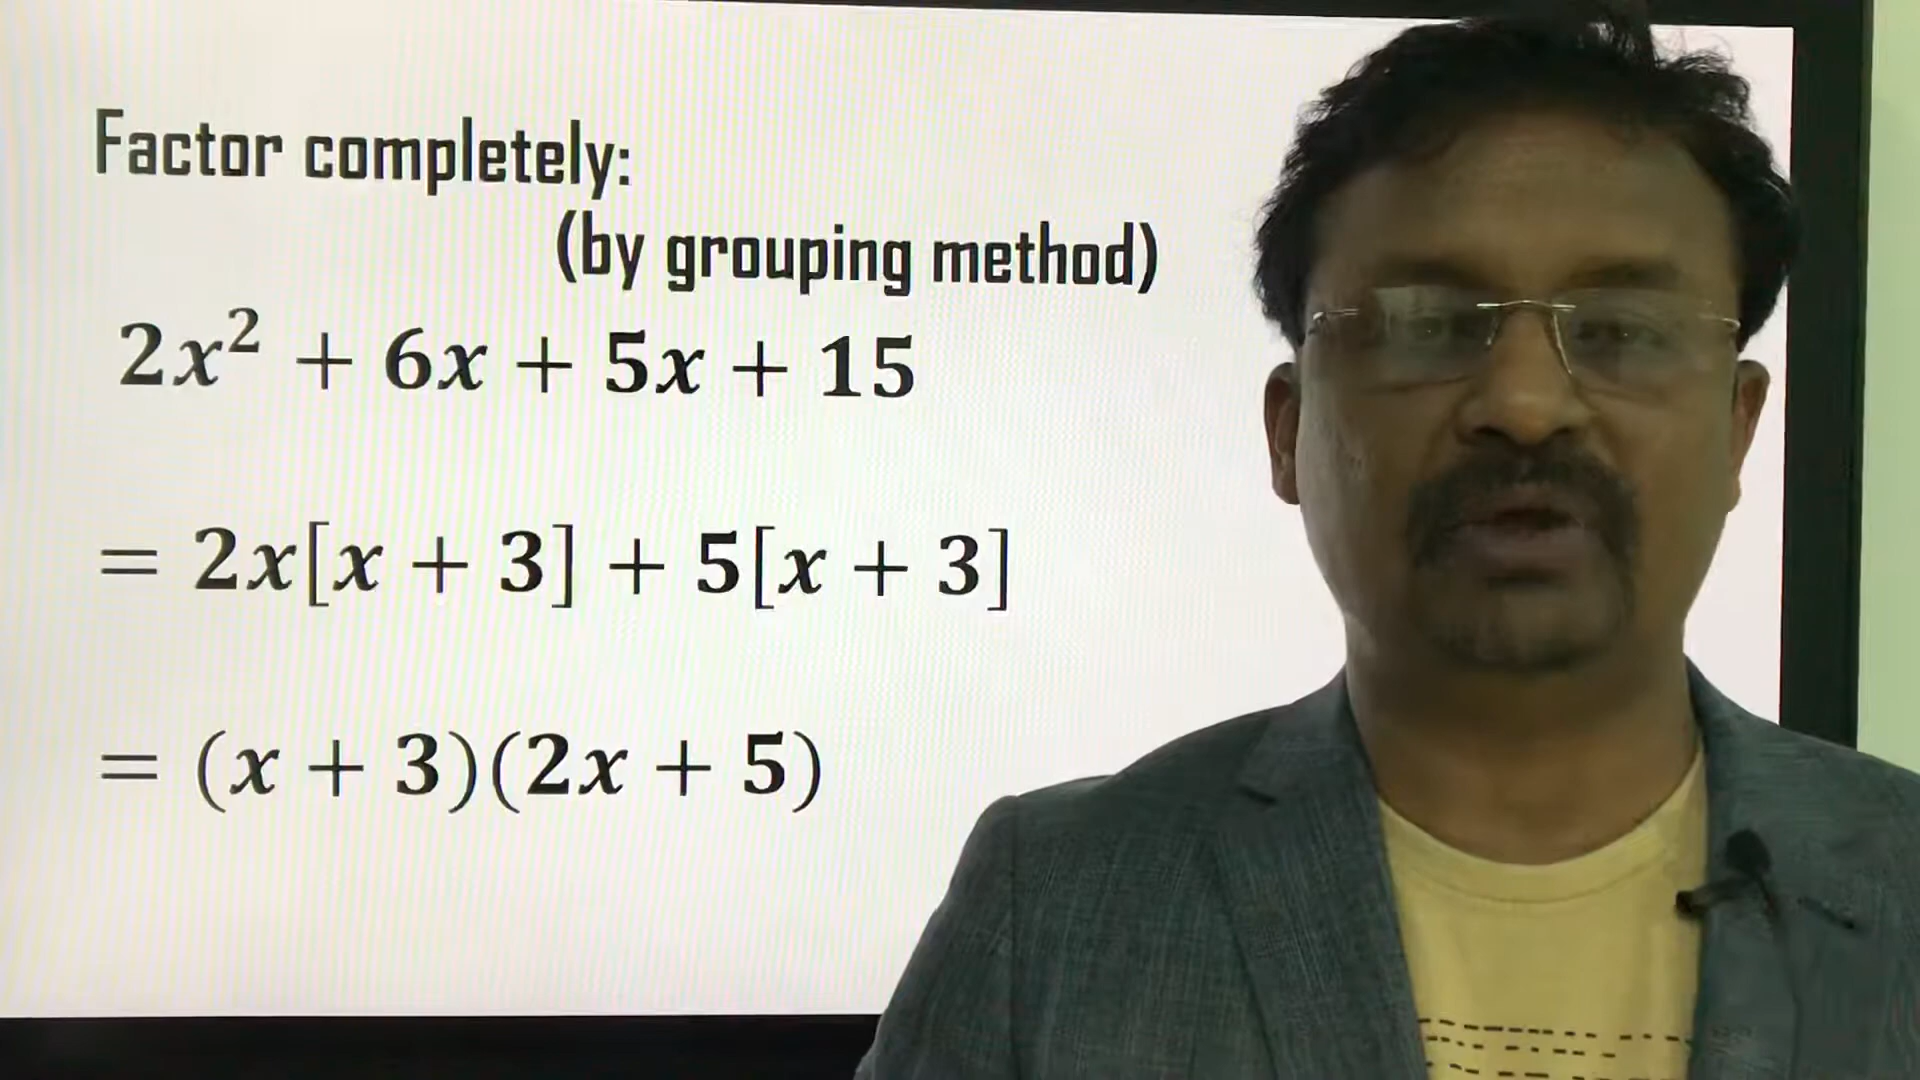 Factor completely:
(by grouping method)
2x² + 6x + 5x + 15
= 2x[x + 3] + 5[x + 3]
= (x + 3)(2x + 5)